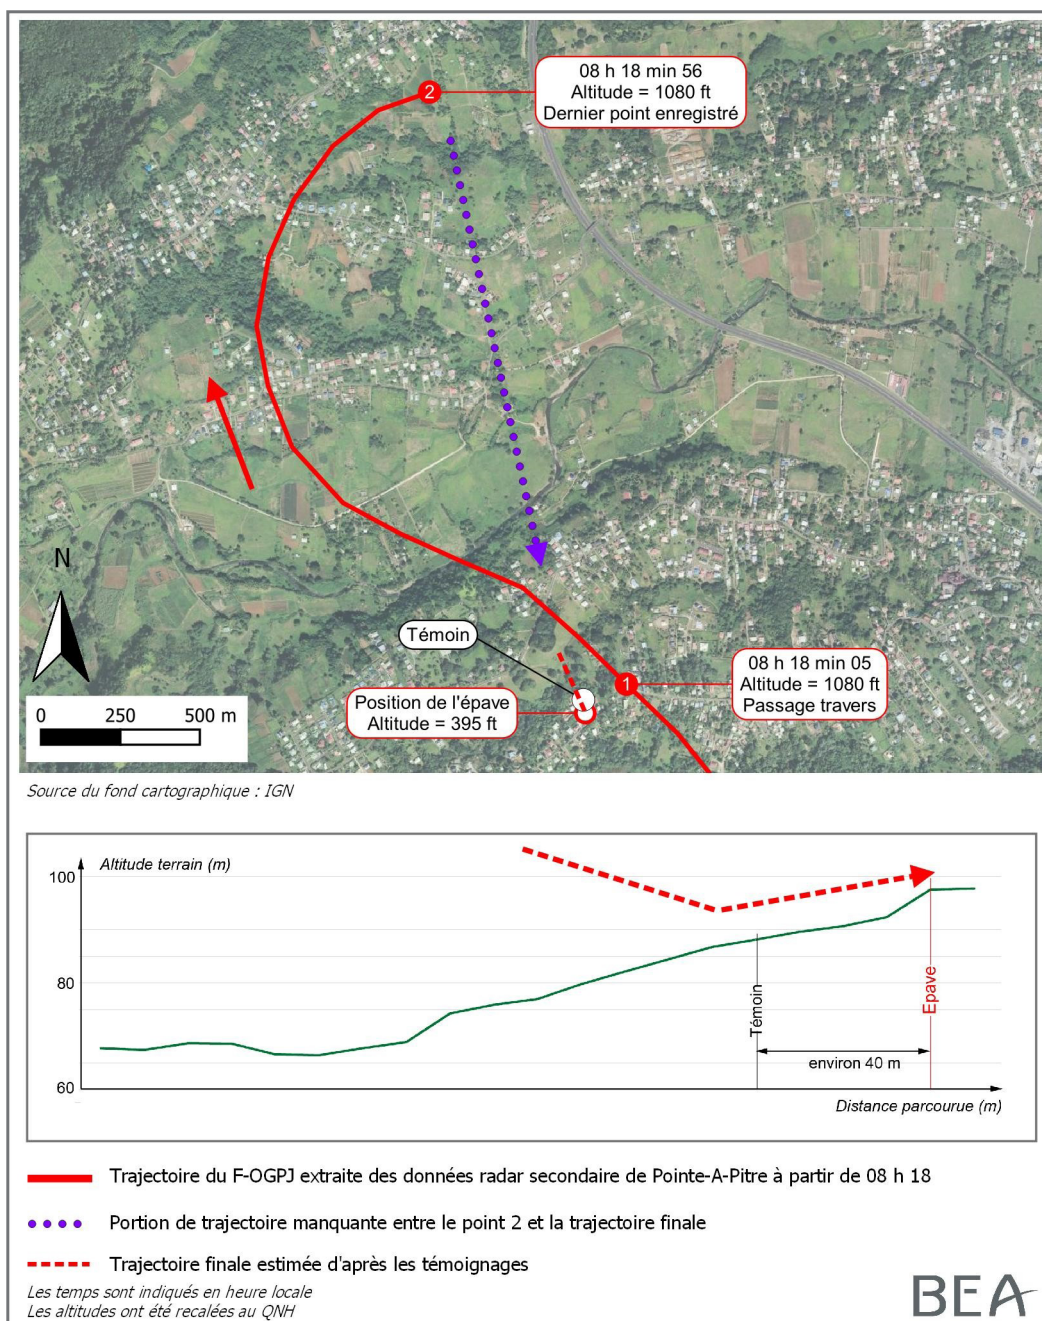 2
08 h 18 min 56
Altitude = 1080 ft
Dernier point enregistré
N
Témoin
0 250 500 m
Position de l'épave
Altitude = 395 ft
1
08 h 18 min 05
Altitude = 1080 ft
Passage travers
Source du fond cartographique : IGN
Altitude terrain (m)
100
80
60
Témoin
Epave
environ 40 m
Distance parcourue (m)
Trajectoire du F-OGPJ extraite des données radar secondaire de Pointe-A-Pitre à partir de 08 h 18
Portion de trajectoire manquante entre le point 2 et la trajectoire finale
Trajectoire finale estimée d'après les témoignages
Les temps sont indiqués en heure locale
Les altitudes ont été recalées au QNH
BEA